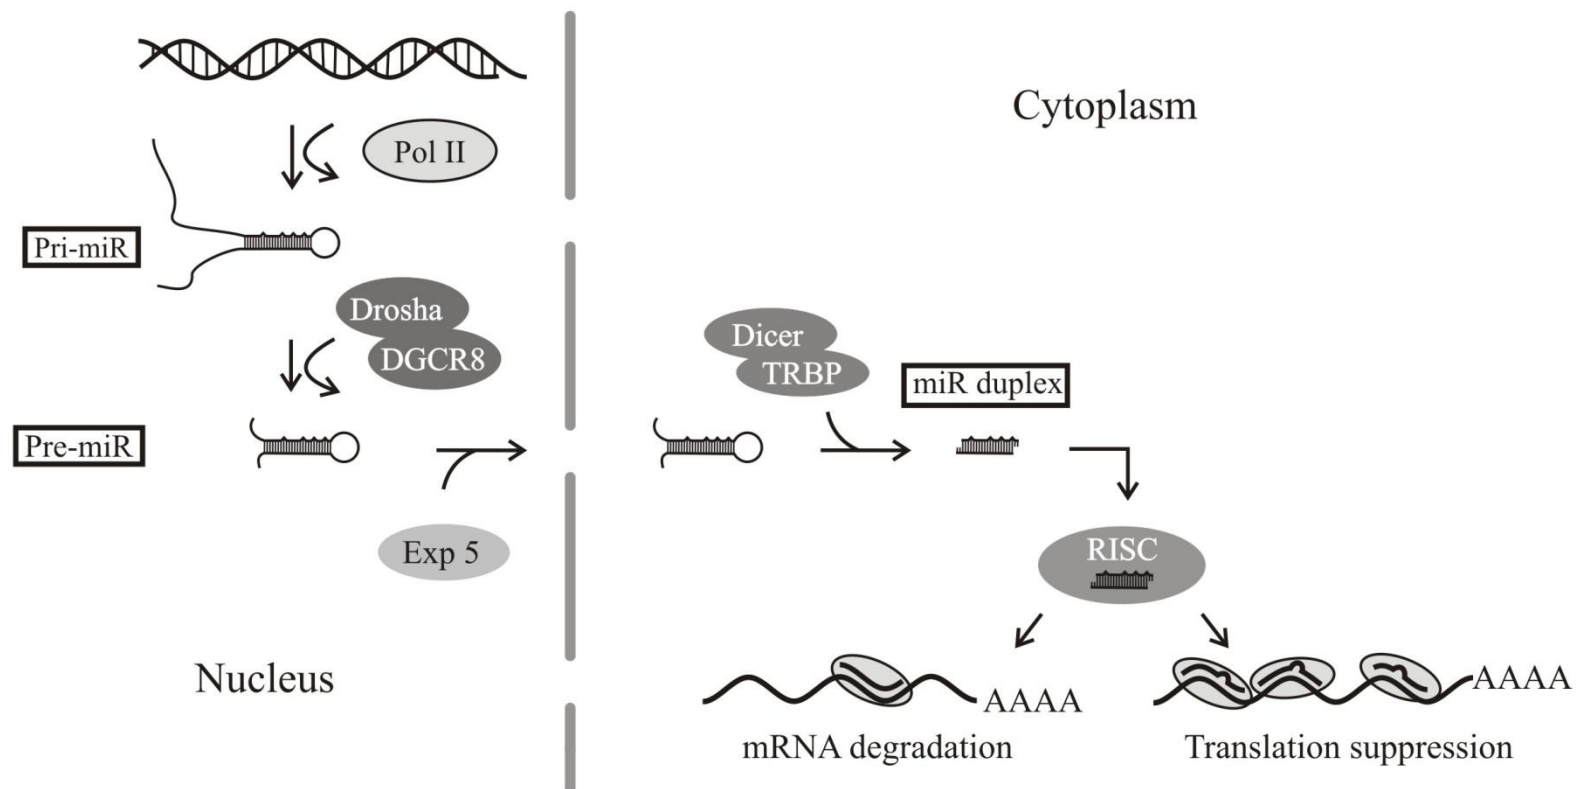 Cytoplasm
Pol II
Pri-miR
Drosha
DGCR8
Dicer
TRBP
miR duplex
Pre-miR
Exp 5
RISC
Nucleus
AAAA
AAAA
mRNA degradation
Translation suppression